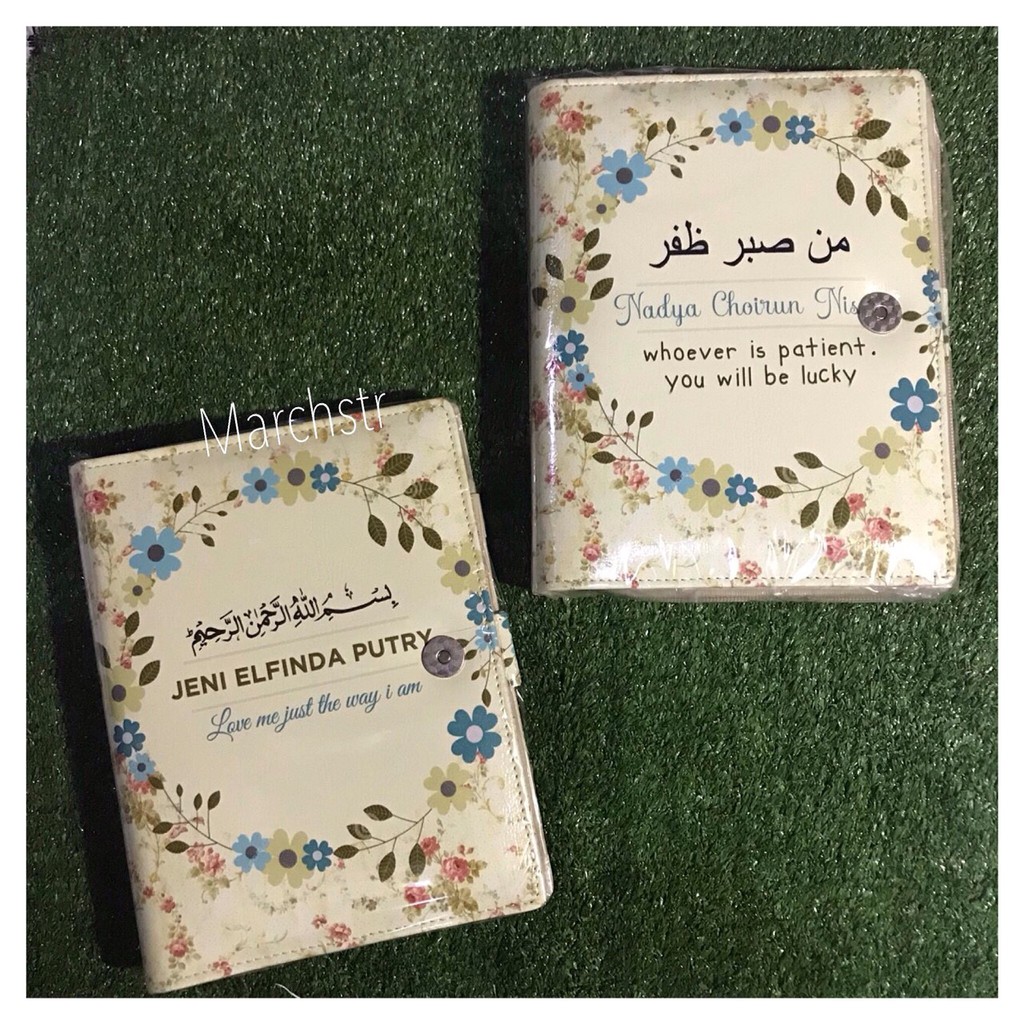 من صبر ظفر
Nadya Choirun Nis
whoever is patient.
you will be lucky
Marchstr
بِسْمِ اللهِ الرَّحْمٰنِ الرَّحِيْمِ
JENI ELFINDA PUTRY
Love me just the way i am